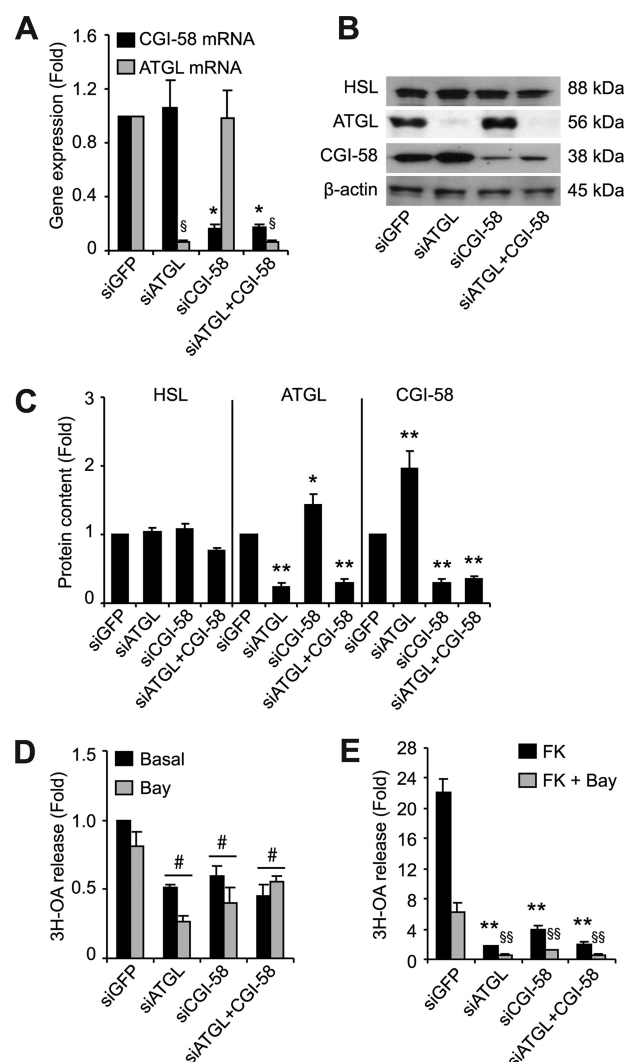 A
Gene expression (Fold)
1.6
1.2
0.8
0.4
0
CGI-58 mRNA
ATGL mRNA
§
*
*
§
siGFP
siATGL
siCGI-58
siATGL+CGI-58
B
HSL
88 kDa
ATGL
56 kDa
CGI-58
38 kDa
β-actin
45 kDa
siGFP
siATGL
siCGI-58
siATGL+CGI-58
C
Protein content (Fold)
3
2
1
0
HSL
ATGL
CGI-58
**
*
**
**
**
**
siGFP
siATGL
siCGI-58
siATGL+CGI-58
siGFP
siATGL
siCGI-58
siATGL+CGI-58
siGFP
siATGL
siCGI-58
siATGL+CGI-58
D
3H-OA release (Fold)
1.5
1.0
0.5
0
Basal
Bay
#
#
#
siGFP
siATGL
siCGI-58
siATGL+CGI-58
E
3H-OA release (Fold)
28
24
20
16
12
8
4
0
FK
FK + Bay
**
§§
**
§§
**
§§
siGFP
siATGL
siCGI-58
siATGL+CGI-58